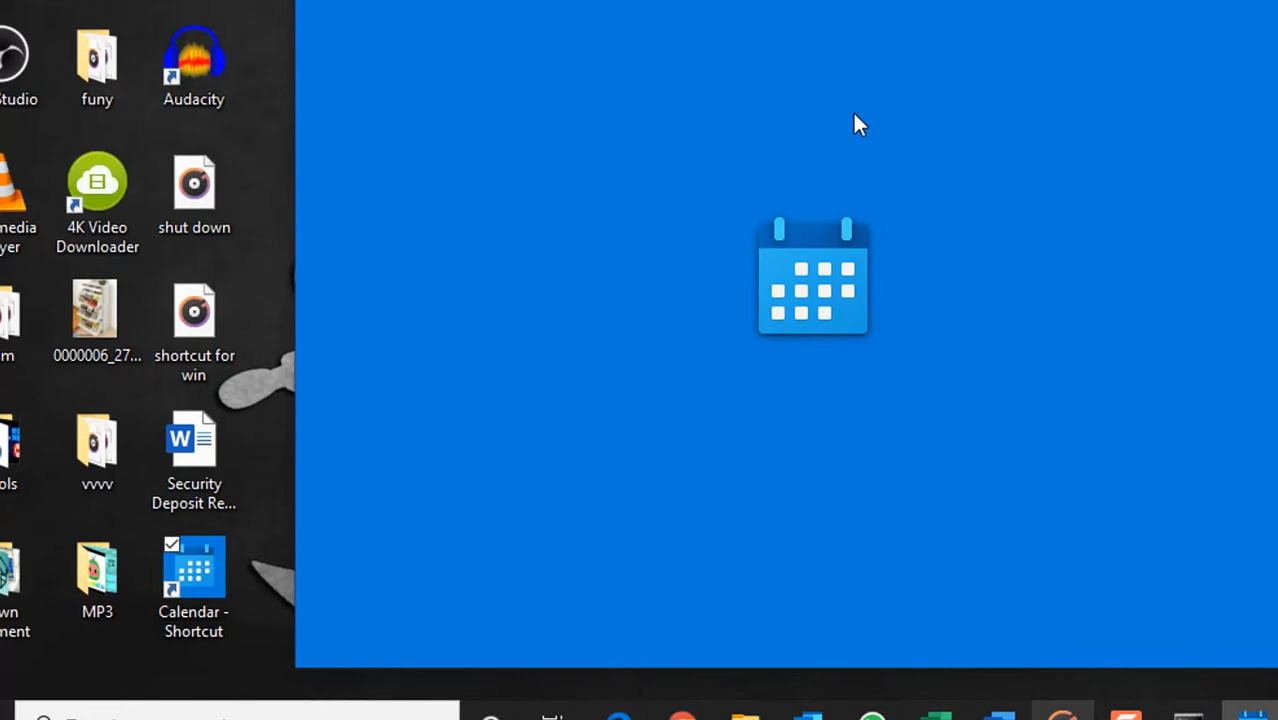 Studio
funy
Audacity
media
yer
4K Video
Downloader
shut down
m
0000006_27...
shortcut for
win
ols
vvvv
Security
Deposit Re...
wn
ment
MP3
Calendar -
Shortcut